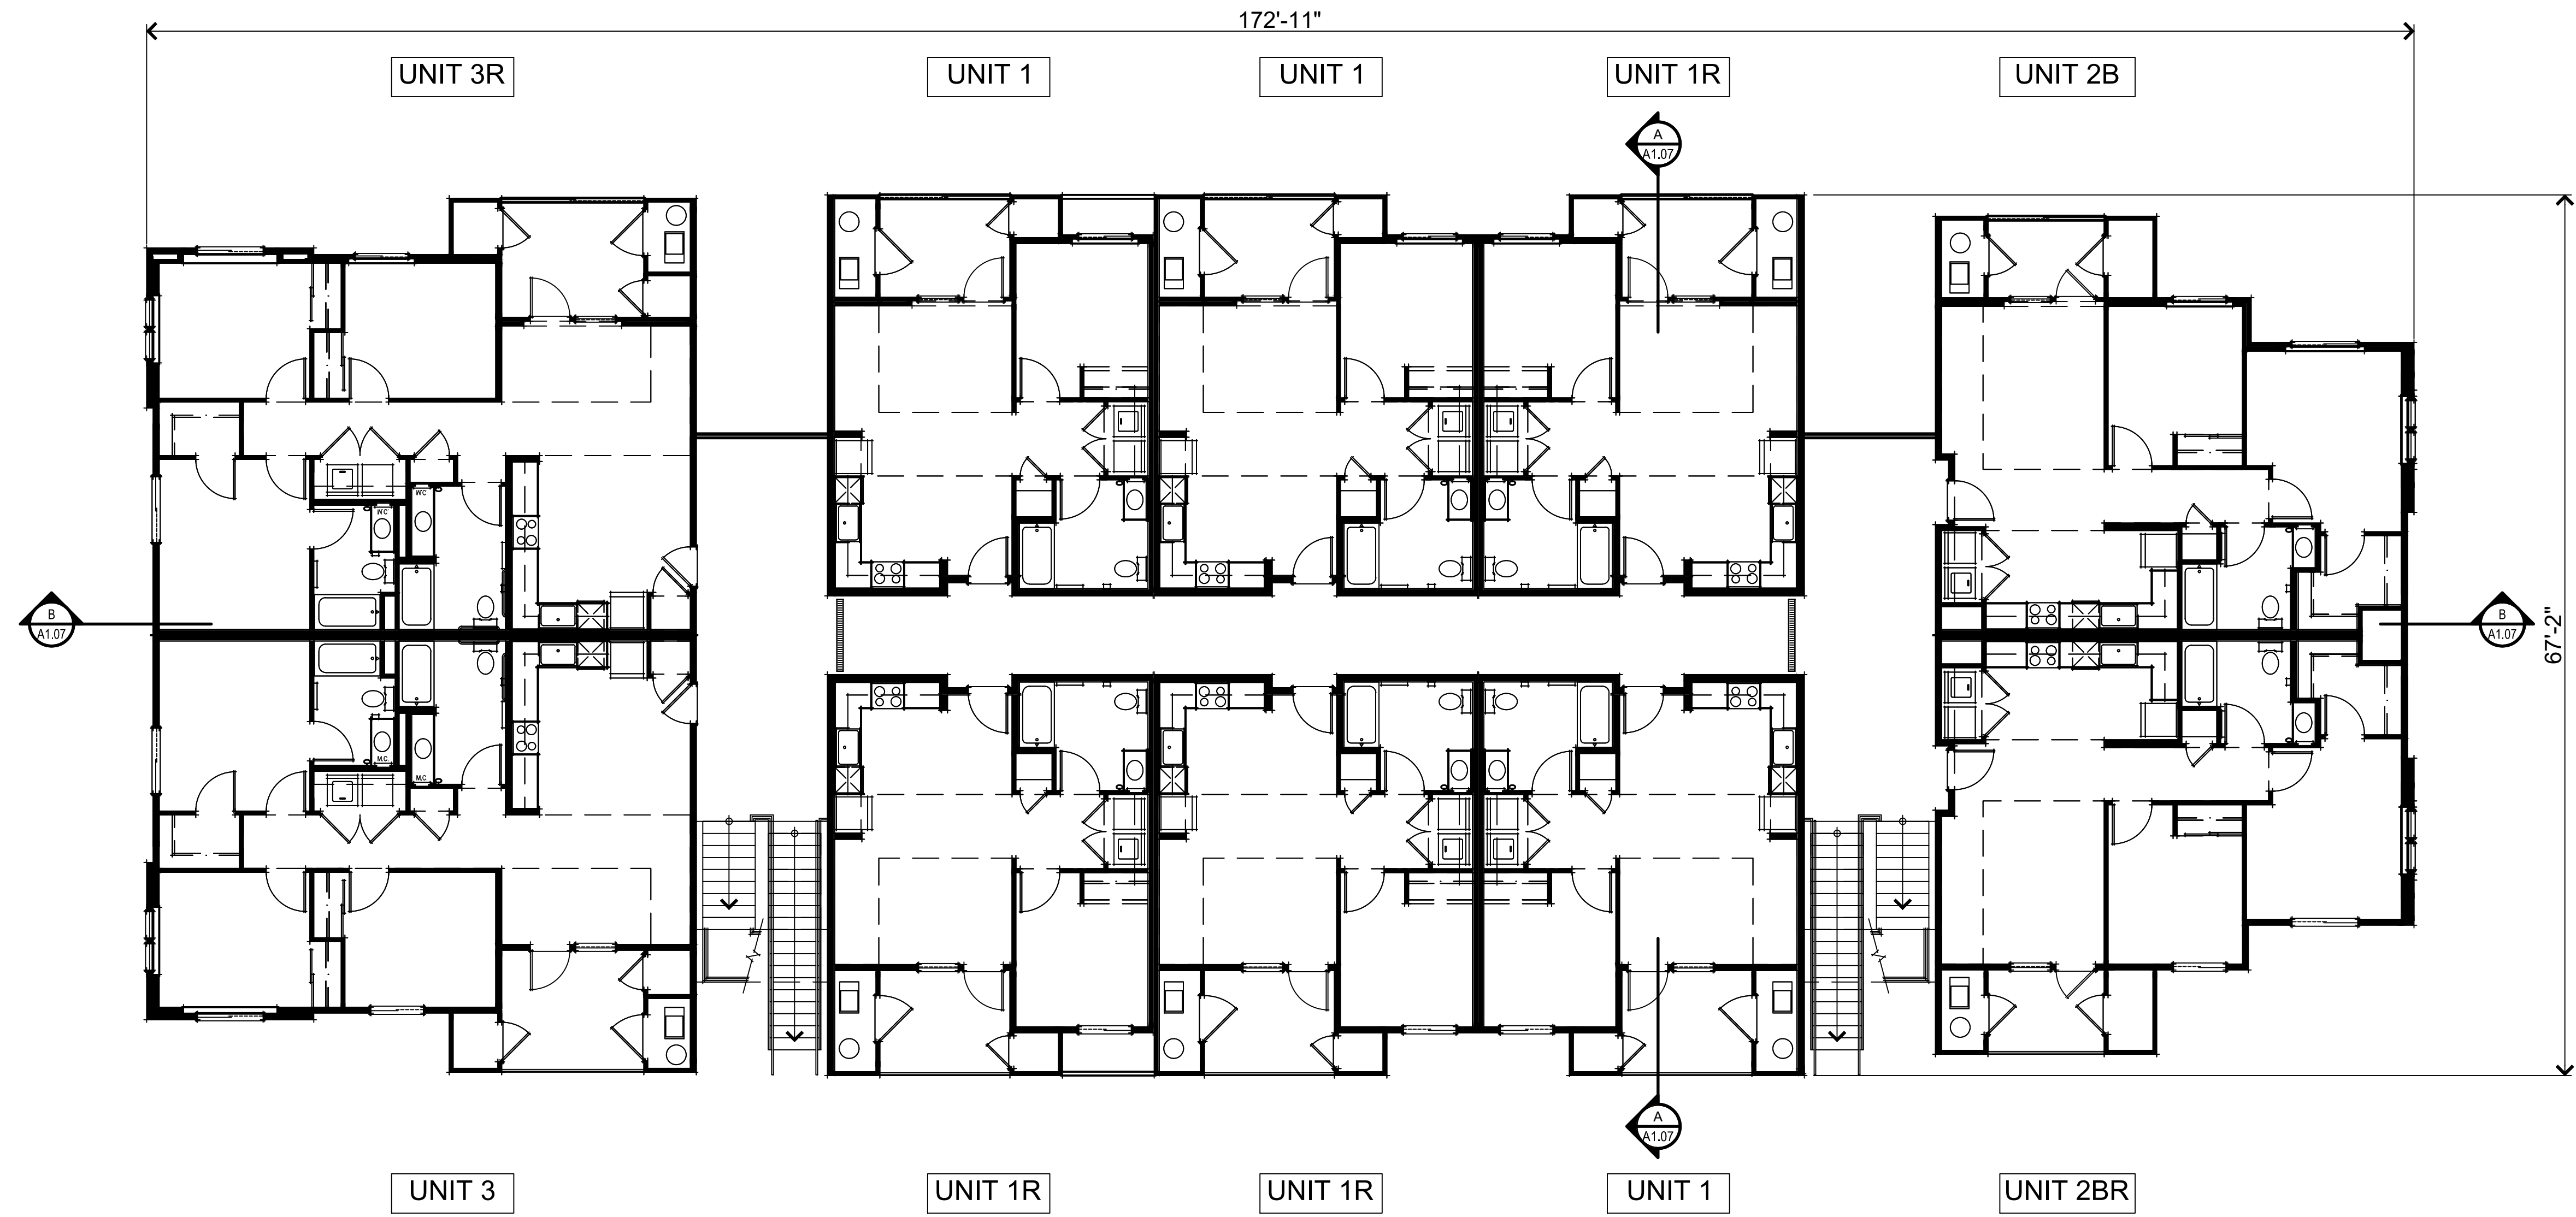 172'-11"
UNIT 3R
UNIT 1
UNIT 1
UNIT 1R
UNIT 2B
A
A1.07
M.C.
M.C.
B
A1.07
B
A1.07
67'-2"
M.C.
M.C.
A
A1.07
UNIT 3
UNIT 1R
UNIT 1R
UNIT 1
UNIT 2BR